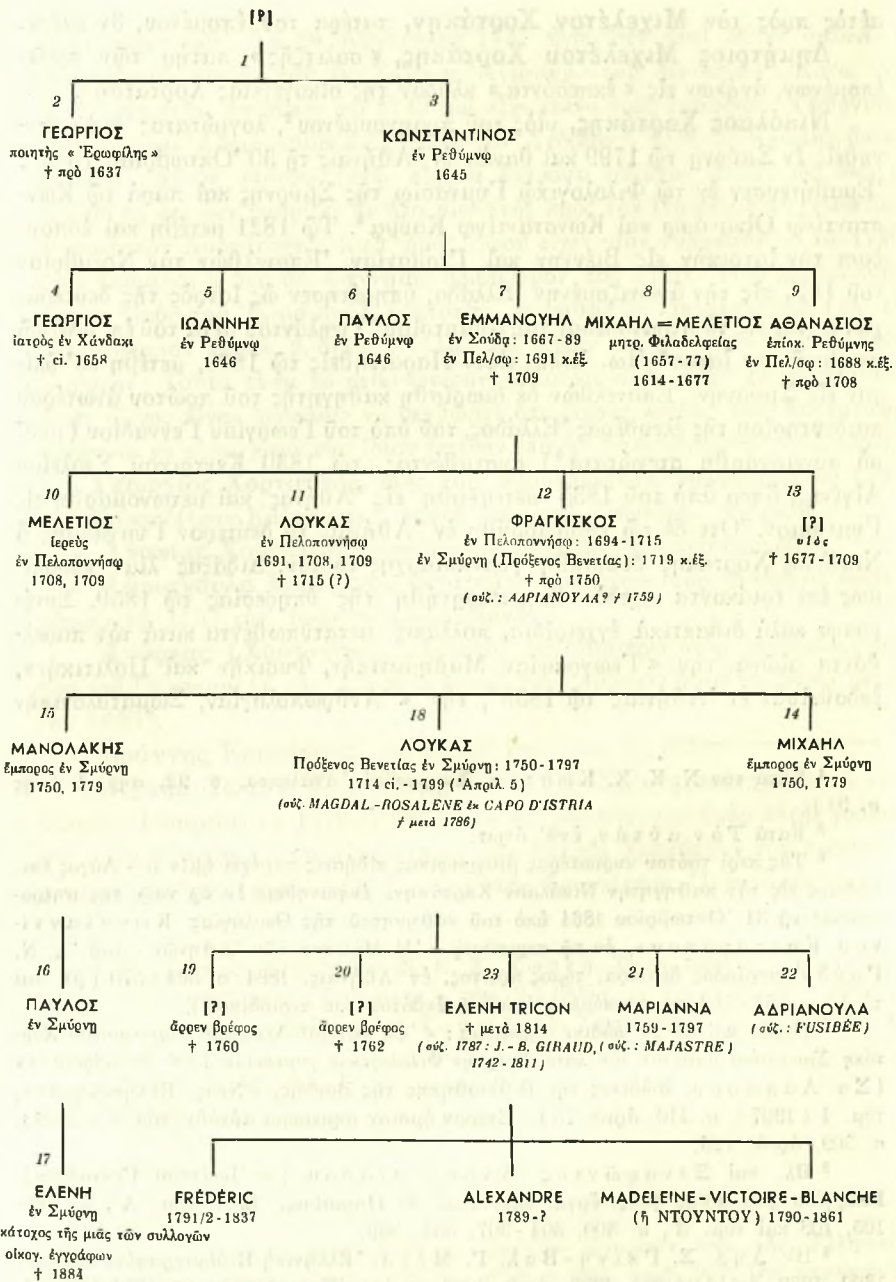 [?]
1
2
3
ΓΕΩΡΓΙΟΣ
ποιητὴς « Ἐρωφίλης »
† πρὸ 1637
ΚΩΝΣΤΑΝΤΙΝΟΣ
ἐν Ρεθύμνῳ
1645
4
ΓΕΩΡΓΙΟΣ
ἰατρὸς ἐν Χάνδακι
† ci. 1658
5
ΙΩΑΝΝΗΣ
ἐν Ρεθύμνῳ
1646
6
ΠΑΥΛΟΣ
ἐν Ρεθύμνῳ
1646
7
ΕΜΜΑΝΟΥΗΛ
ἐν Σούδᾳ: 1667-89
ἐν Πελ/σῳ: 1691 κ.ἑξ.
† 1709
8
ΜΙΧΑΗΛ = ΜΕΛΕΤΙΟΣ
μητρ. Φιλαδελφείας
(1657-77)
1614-1677
9
ΑΘΑΝΑΣΙΟΣ
ἐπίσκ. Ρεθύμνης
ἐν Πελ/σῳ: 1688 κ.ἑξ.
† πρὸ 1708
10
ΜΕΛΕΤΙΟΣ
ἱερεὺς
ἐν Πελοποννήσῳ
1708, 1709
11
ΛΟΥΚΑΣ
ἐν Πελοποννήσῳ
1691, 1708, 1709
† 1715 (?)
12
ΦΡΑΓΚΙΣΚΟΣ
ἐν Πελοποννήσῳ: 1694-1715
ἐν Σμύρνῃ (Πρόξενος Βενετίας): 1719 κ.ἑξ.
† πρὸ 1750
(σύζ.: ΑΔΡΙΑΝΟΥΛΑ? † 1759)
13
[?]
υἱὸς
† 1677-1709
15
ΜΑΝΟΛΑΚΗΣ
ἔμπορος ἐν Σμύρνῃ
1750, 1779
18
ΛΟΥΚΑΣ
Πρόξενος Βενετίας ἐν Σμύρνῃ: 1750-1797
1714 ci. - 1799 (Ἀπριλ. 5)
(σύζ. MAGDAL-ROSALENE ἐκ CAPO D'ISTRIA
† μετὰ 1786)
14
ΜΙΧΑΗΛ
ἔμπορος ἐν Σμύρνῃ
1750, 1779
16
ΠΑΥΛΟΣ
ἐν Σμύρνῃ
19
[?]
ἄρρεν βρέφος
† 1760
20
[?]
ἄρρεν βρέφος
† 1762
23
ΕΛΕΝΗ TRICON
† μετὰ 1814
(σύζ. 1787: J.-B. GIRAUD,
1742-1811)
21
ΜΑΡΙΑΝΝΑ
1759-1797
(σύζ.: MAJASTRE)
22
ΑΔΡΙΑΝΟΥΛΑ
(σύζ.: FUSIBÉE)
17
ΕΛΕΝΗ
ἐν Σμύρνῃ
κάτοχος τῆς μιᾶς τῶν συλλογῶν
οἰκογ. ἐγγράφων
† 1884
FRÉDÉRIC
1791/2-1837
ALEXANDRE
1789-?
MADELEINE-VICTOIRE-BLANCHE
(ἢ ΝΤΟΥΝΤΟΥ) 1790-1861